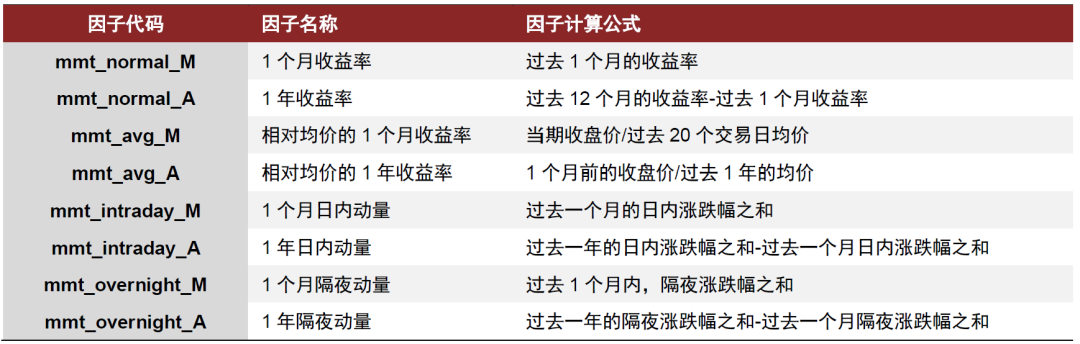 因子代码 因子名称 因子计算公式
mmt_normal_M 1个月收益率 过去1个月的收益率
mmt_normal_A 1年收益率 过去12个月的收益率-过去1个月收益率
mmt_avg_M 相对均价的1个月收益率 当期收盘价/过去20个交易日均价
mmt_avg_A 相对均价的1年收益率 1个月前的收盘价/过去1年的均价
mmt_intraday_M 1个月日内动量 过去一个月的日内涨跌幅之和
mmt_intraday_A 1年日内动量 过去一年的日内涨跌幅之和-过去一个月日内涨跌幅之和
mmt_overnight_M 1个月隔夜动量 过去1个月内，隔夜涨跌幅之和
mmt_overnight_A 1年隔夜动量 过去一年的隔夜涨跌幅之和-过去一个月隔夜涨跌幅之和